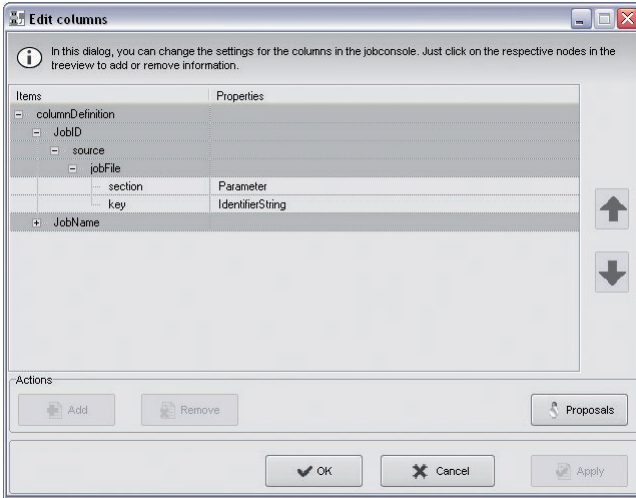 Edit columns
In this dialog, you can change the settings for the columns in the jobconsole. Just click on the respective nodes in the
treeview to add or remove information.
Items Properties
columnDefinition
JobID
source
jobFile
section Parameter
key IdentifierString
JobName
Actions
Add Remove Proposals
OK Cancel Apply